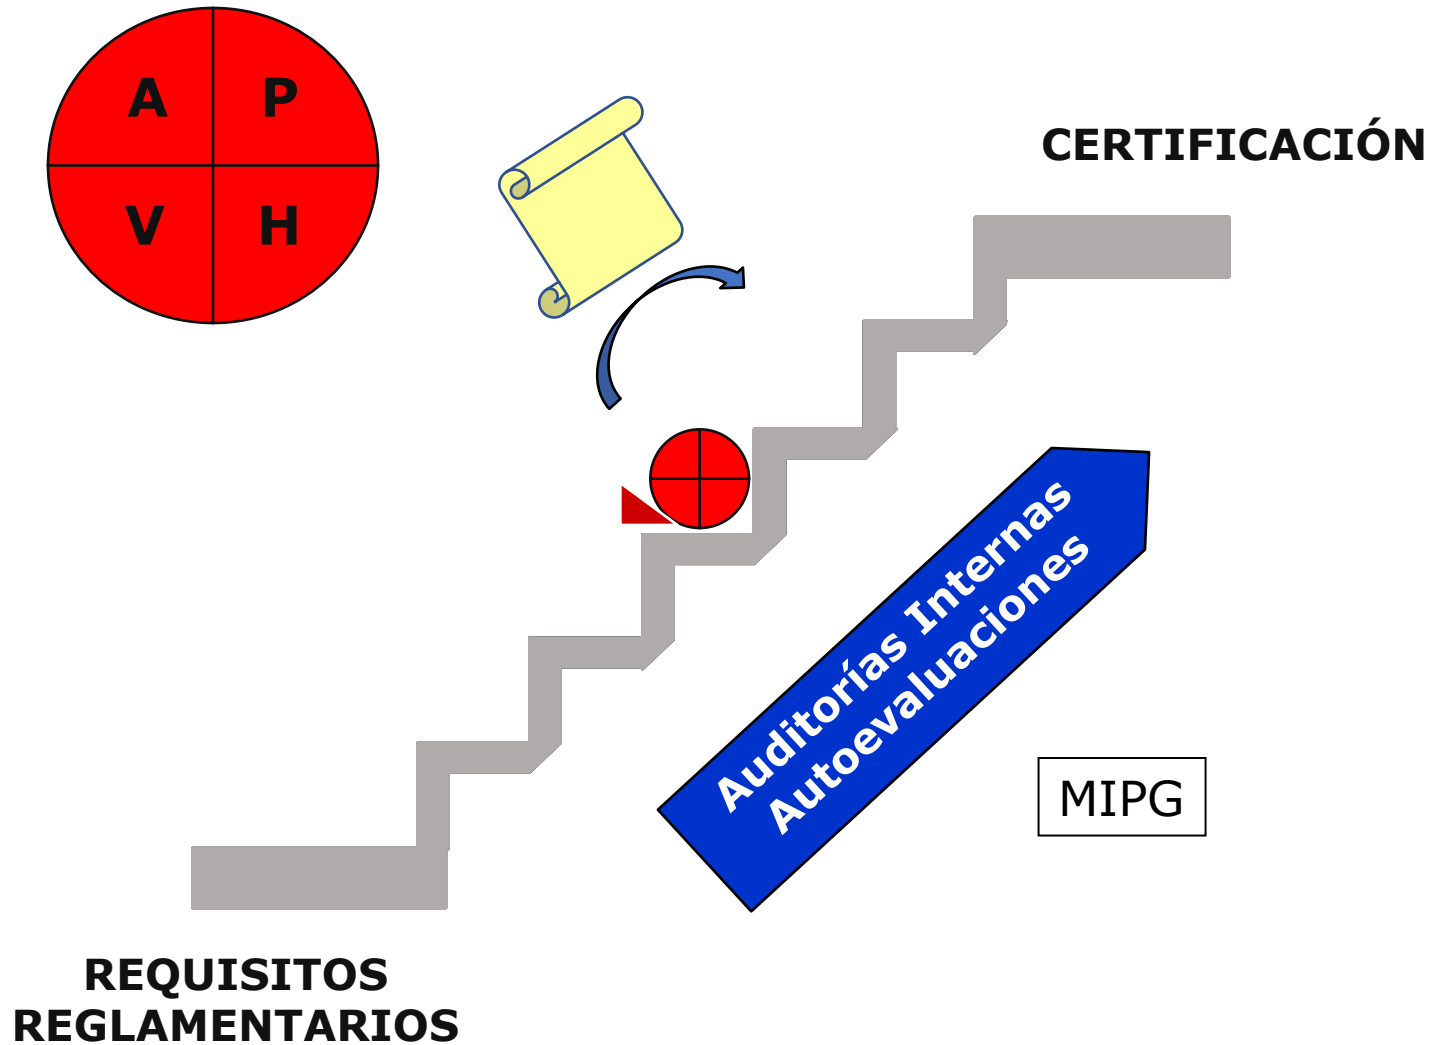 A P
V H
CERTIFICACIÓN
Auditorías Internas
Autoevaluaciones
MIPG
REQUISITOS
REGLAMENTARIOS